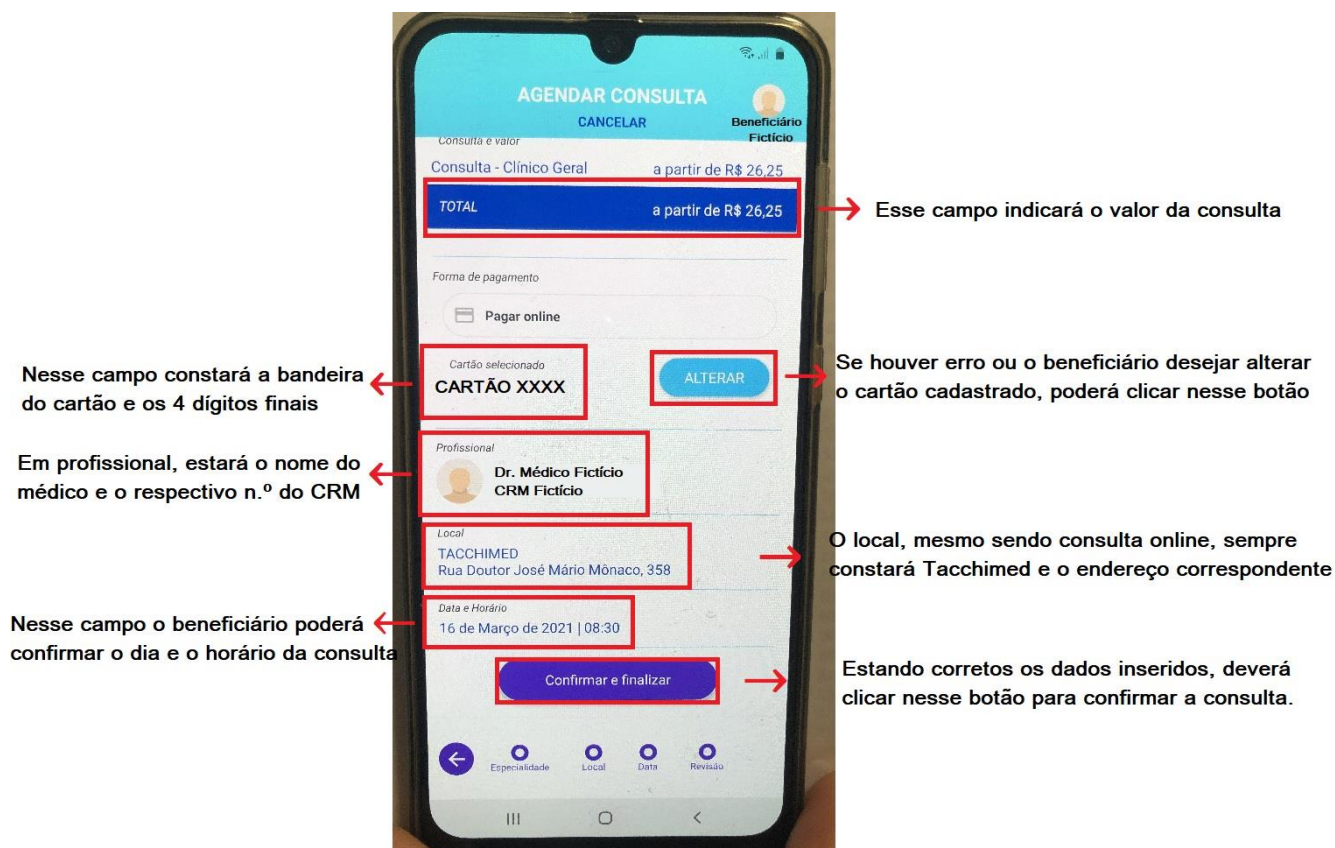 AGENDAR CONSULTA
CANCELAR
Beneficiário
Fictício
Consulta e valor
Consulta - Clínico Geral a partir de R$ 26,25
TOTAL a partir de R$ 26,25
Esse campo indicará o valor da consulta
Forma de pagamento
Pagar online
Cartão selecionado
CARTÃO XXXX
ALTERAR
Nesse campo constará a bandeira
do cartão e os 4 dígitos finais
Se houver erro ou o beneficiário desejar alterar
o cartão cadastrado, poderá clicar nesse botão
Profissional
Dr. Médico Fictício
CRM Fictício
Em profissional, estará o nome do
médico e o respectivo n.º do CRM
Local
TACCHIMED
Rua Doutor José Mário Mônaco, 358
O local, mesmo sendo consulta online, sempre
constará Tacchimed e o endereço correspondente
Data e Horário
16 de Março de 2021 | 08:30
Nesse campo o beneficiário poderá
confirmar o dia e o horário da consulta
Confirmar e finalizar
Estando corretos os dados inseridos, deverá
clicar nesse botão para confirmar a consulta.
Especialidade Local Data Revisão